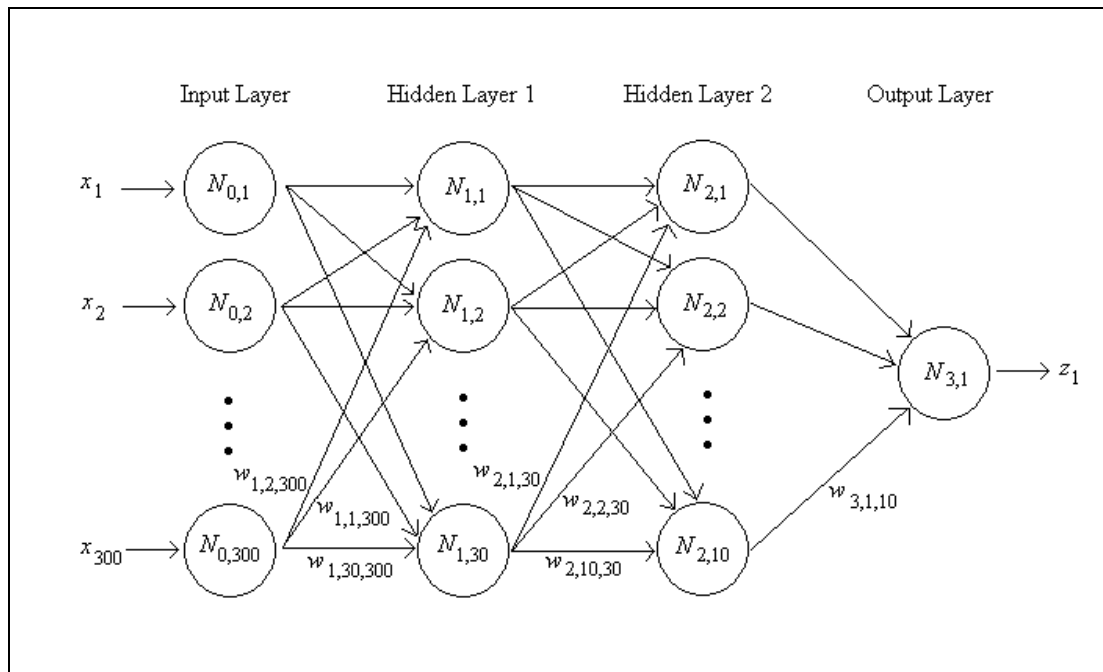 Input Layer Hidden Layer 1 Hidden Layer 2 Output Layer
x₁ N₀,₁ N₁,₁ N₂,₁
x₂ N₀,₂ N₁,₂ N₂,₂
N₃,₁ z₁
w₁,₂,₃₀₀ w₂,₁,₃₀
w₁,₁,₃₀₀ w₂,₂,₃₀ w₃,₁,₁₀
x₃₀₀ N₀,₃₀₀ N₁,₃₀ N₂,₁₀
w₁,₃₀,₃₀₀ w₂,₁₀,₃₀